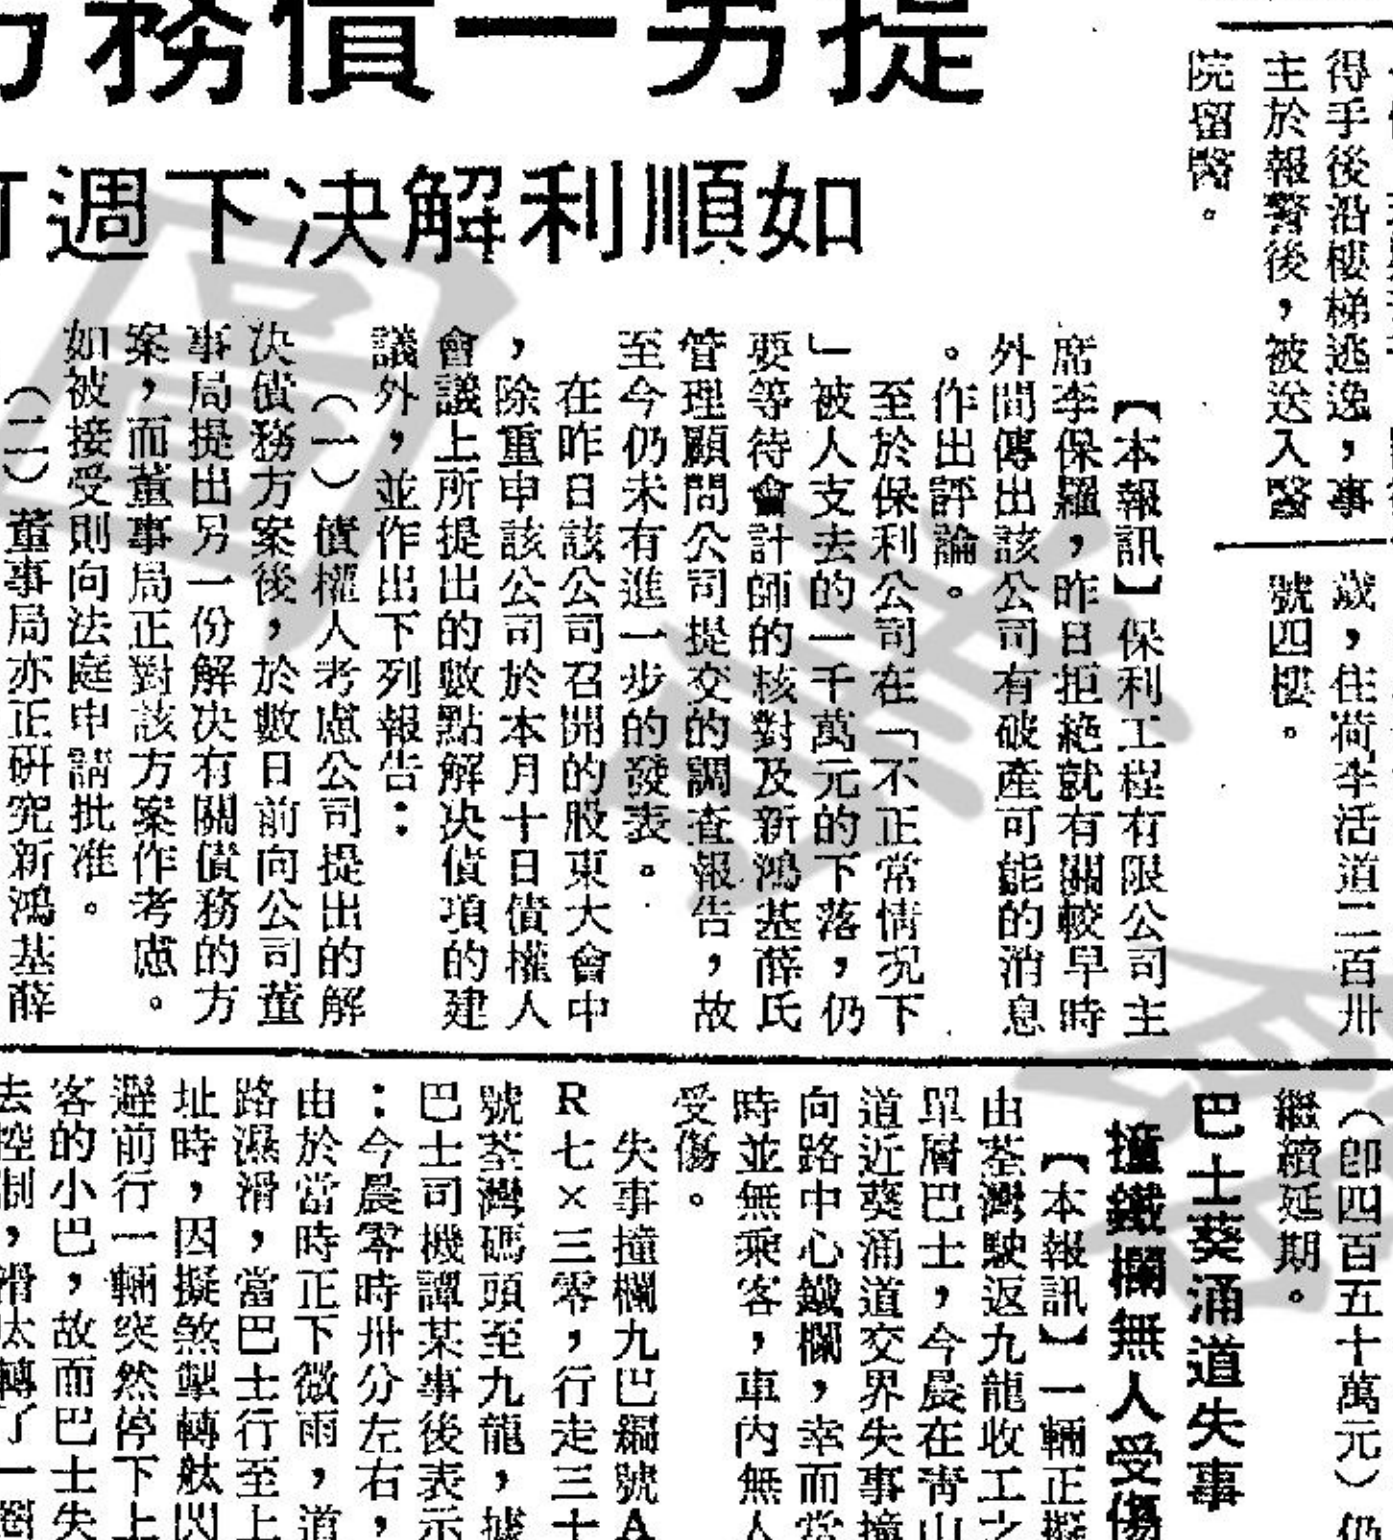 提另一債務方
如順利解決下週可
得手後沿樓梯逃逸，事
主於報警後，被送入醫
院留醫。
歲，住荷李活道二百卅
號四樓。
【本報訊】保利工程有限公司主
席李保羅，昨日拒絶就有關較早時
外間傳出該公司有破產可能的消息
。作出評論。
至於保利公司在「不正常情况下
」被人支去的一千萬元的下落，仍
要等待會計師的核對及新鴻基薛氏
管理顧問公司提交的調查報告，故
至今仍未有進一步的發表。
在昨日該公司召開的股東大會中
，除重申該公司於本月十日債權人
會議上所提出的數點解决債項的建
議外，並作出下列報告：
（一）債權人考慮公司提出的解
决債務方案後，於數日前向公司董
事局提出另一份解决有關債務的方
案，而董事局正對該方案作考慮。
如被接受則向法庭申請批准。
（二）董事局亦正研究新鴻基薛
（即四百五十萬元）仍
繼續延期。
巴士葵涌道失事
撞鐵欄無人受傷
【本報訊】一輛正擬
由荃灣駛返九龍收工之
單層巴士，今晨在青山
道近葵涌道交界失事撞
向路中心鐵欄，幸而當
時並無乘客，車內無人
受傷。
失事撞欄九巴編號A
R七×三零，行走三十
號荃灣碼頭至九龍，據
巴士司機譚某事後表示
：今晨零時卅分左右，
由於當時正下微雨，道
路濕滑，當巴士行至上
址時，因擬煞掣轉舦閃
避前行一輛突然停下上
客的小巴，故而巴士失
去控制，滑汰轉了一圈